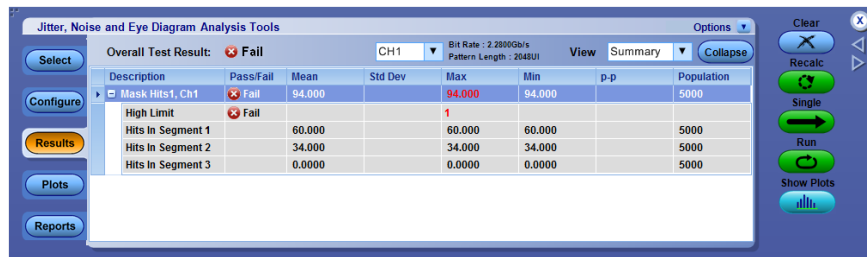 Jitter, Noise and Eye Diagram Analysis Tools
Options
Clear
X
Select
Overall Test Result: Fail
CH1
Bit Rate : 2.2800Gb/s
Pattern Length : 2048UI
View
Summary
Collapse
Recalc
Description Pass/Fail Mean Std Dev Max Min p-p Population
Mask Hits1, Ch1 Fail 94.000 94.000 94.000 5000
Configure
High Limit Fail 1
Single
Hits In Segment 1 60.000 60.000 60.000 5000
Results
Hits In Segment 2 34.000 34.000 34.000 5000
Run
Hits In Segment 3 0.0000 0.0000 0.0000 5000
Plots
Show Plots
Reports